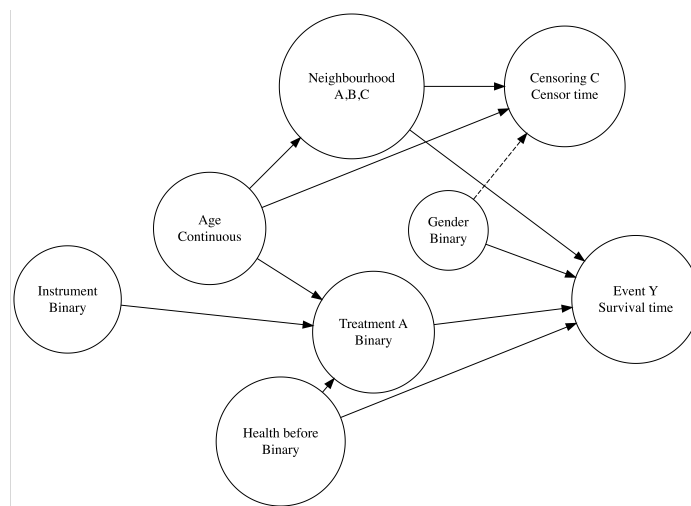 Neighbourhood
A,B,C
Censoring C
Censor time
Age
Continuous
Gender
Binary
Instrument
Binary
Treatment A
Binary
Event Y
Survival time
Health before
Binary